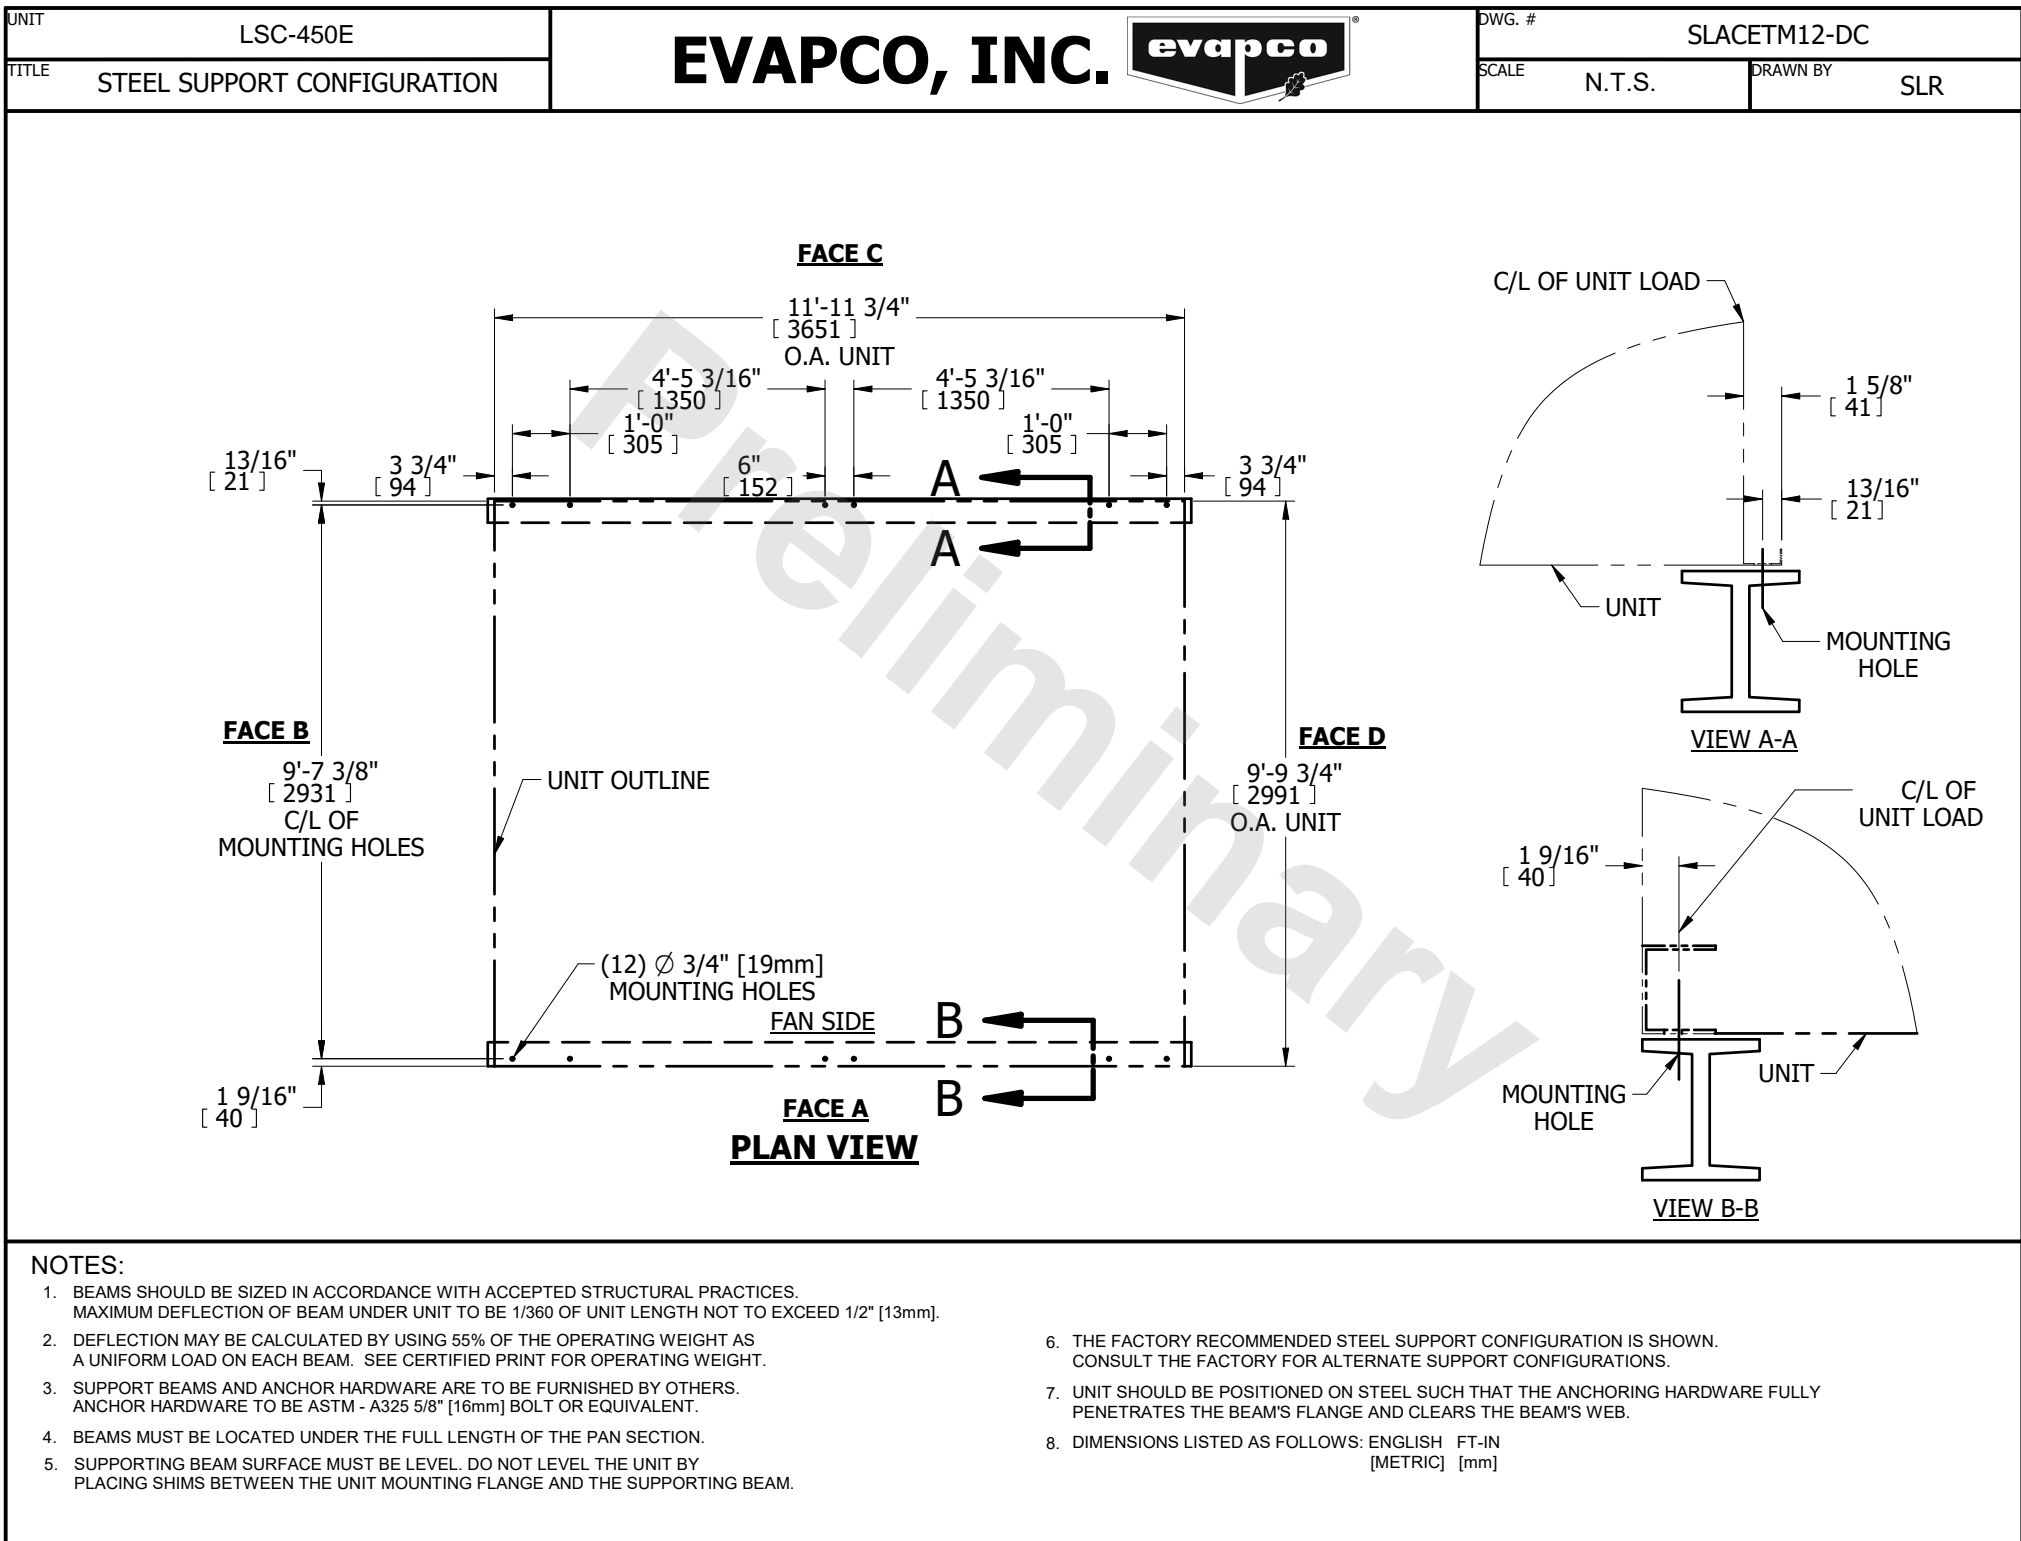 UNIT
LSC-450E
TITLE
STEEL SUPPORT CONFIGURATION
EVAPCO, INC.
evapco
®
DWG. #
SLACETM12-DC
SCALE
N.T.S.
DRAWN BY
SLR
FACE C
11'-11 3/4"
[ 3651 ]
O.A. UNIT
4'-5 3/16"
[ 1350 ]
4'-5 3/16"
[ 1350 ]
1'-0"
[ 305 ]
1'-0"
[ 305 ]
13/16"
[ 21 ]
3 3/4"
[ 94 ]
6"
[ 152 ]
3 3/4"
[ 94 ]
A
A
FACE B
9'-7 3/8"
[ 2931 ]
C/L OF
MOUNTING HOLES
UNIT OUTLINE
FACE D
9'-9 3/4"
[ 2991 ]
O.A. UNIT
(12) Ø 3/4" [19mm]
MOUNTING HOLES
FAN SIDE
B
B
1 9/16"
[ 40 ]
FACE A
PLAN VIEW
Preliminary
C/L OF UNIT LOAD
1 5/8"
[ 41 ]
13/16"
[ 21 ]
UNIT
MOUNTING
HOLE
VIEW A-A
C/L OF
UNIT LOAD
1 9/16"
[ 40 ]
UNIT
MOUNTING
HOLE
VIEW B-B
NOTES:
1. BEAMS SHOULD BE SIZED IN ACCORDANCE WITH ACCEPTED STRUCTURAL PRACTICES.
MAXIMUM DEFLECTION OF BEAM UNDER UNIT TO BE 1/360 OF UNIT LENGTH NOT TO EXCEED 1/2" [13mm].
2. DEFLECTION MAY BE CALCULATED BY USING 55% OF THE OPERATING WEIGHT AS
A UNIFORM LOAD ON EACH BEAM. SEE CERTIFIED PRINT FOR OPERATING WEIGHT.
3. SUPPORT BEAMS AND ANCHOR HARDWARE ARE TO BE FURNISHED BY OTHERS.
ANCHOR HARDWARE TO BE ASTM - A325 5/8" [16mm] BOLT OR EQUIVALENT.
4. BEAMS MUST BE LOCATED UNDER THE FULL LENGTH OF THE PAN SECTION.
5. SUPPORTING BEAM SURFACE MUST BE LEVEL. DO NOT LEVEL THE UNIT BY
PLACING SHIMS BETWEEN THE UNIT MOUNTING FLANGE AND THE SUPPORTING BEAM.
6. THE FACTORY RECOMMENDED STEEL SUPPORT CONFIGURATION IS SHOWN.
CONSULT THE FACTORY FOR ALTERNATE SUPPORT CONFIGURATIONS.
7. UNIT SHOULD BE POSITIONED ON STEEL SUCH THAT THE ANCHORING HARDWARE FULLY
PENETRATES THE BEAM'S FLANGE AND CLEARS THE BEAM'S WEB.
8. DIMENSIONS LISTED AS FOLLOWS: ENGLISH FT-IN
[METRIC] [mm]